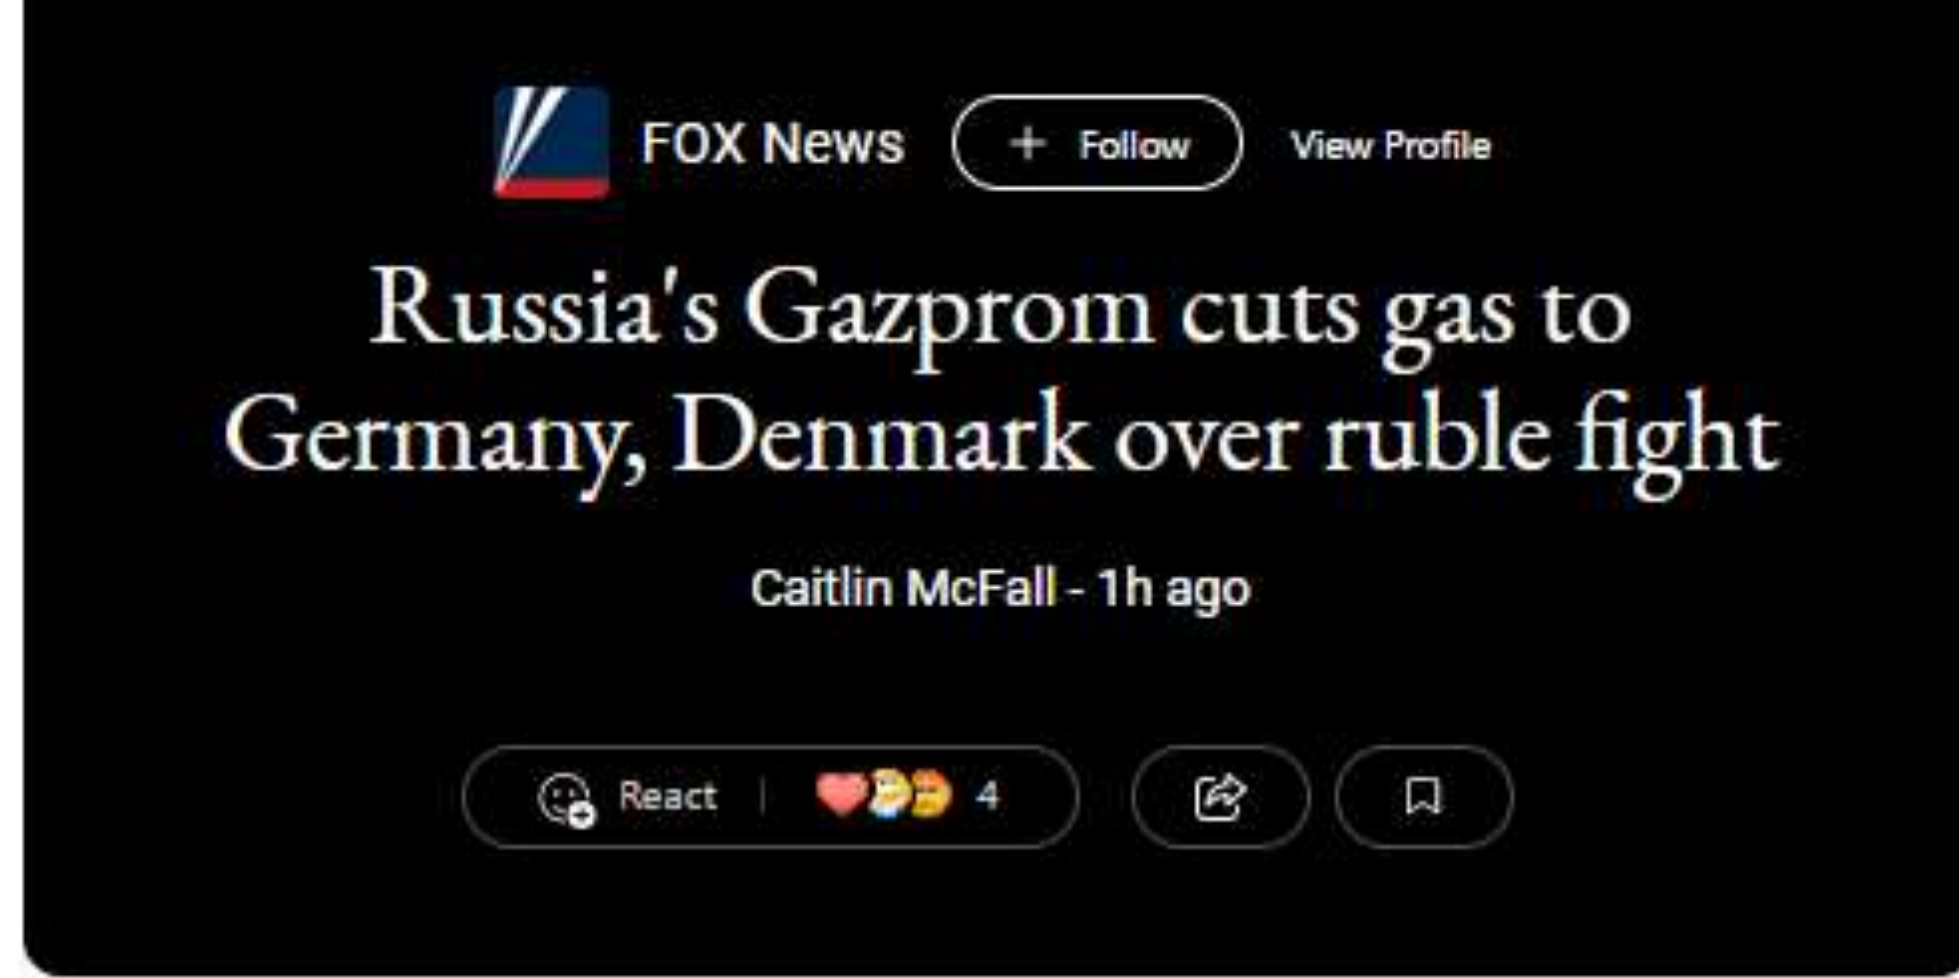 FOX News + Follow View Profile
Russia's Gazprom cuts gas to
Germany, Denmark over ruble fight
Caitlin McFall - 1h ago
React | 4